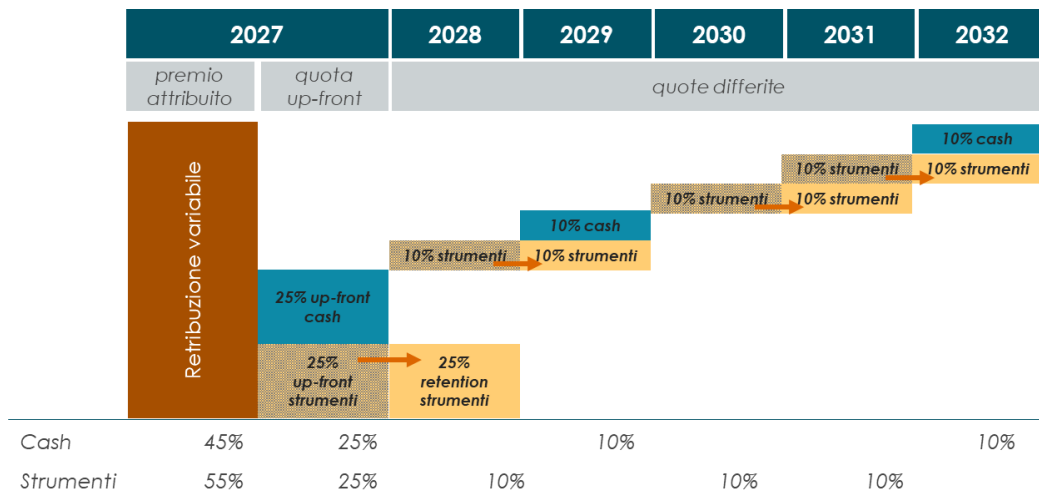 2027 2028 2029 2030 2031 2032
premio attribuito
quota up-front
quote differite
Retribuzione variabile
10% cash
10% strumenti
10% strumenti
10% strumenti
10% strumenti
10% cash
10% strumenti
10% strumenti
25% up-front
cash
25%
up-front
strumenti
25%
retention
strumenti
Cash 45% 25% 10% 10%
Strumenti 55% 25% 10% 10% 10%